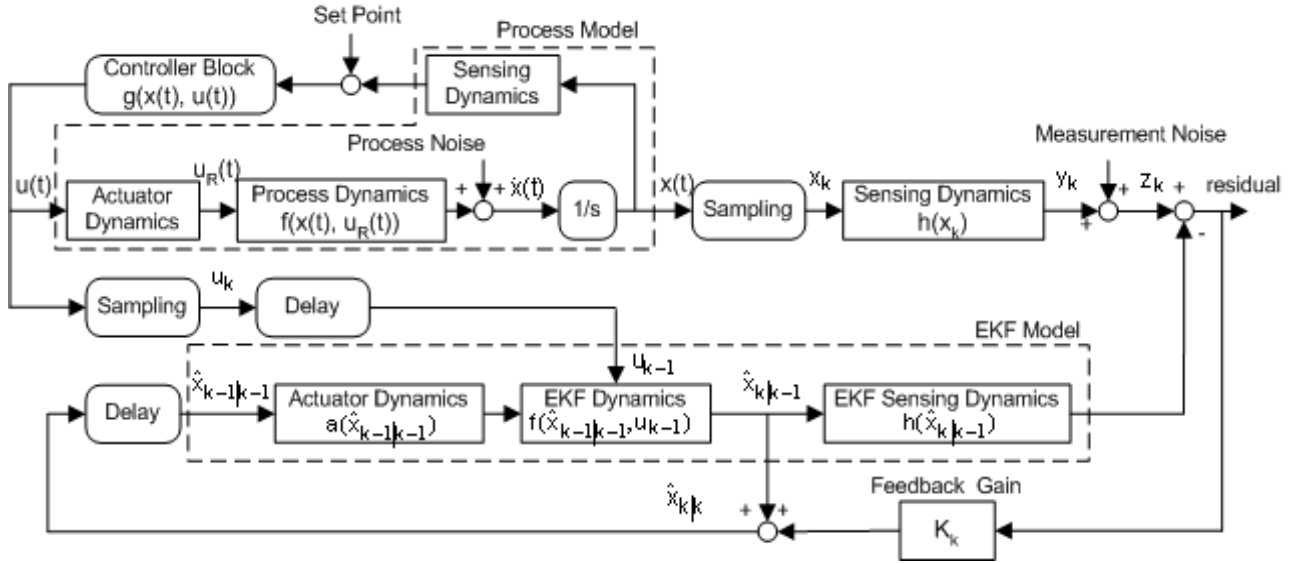 Set Point
Process Model
Controller Block
g(x(t), u(t))
Sensing
Dynamics
Process Noise
Measurement Noise
u(t)
Actuator
Dynamics
u_R(t)
Process Dynamics
f(x(t), u_R(t))
+
+
ẋ(t)
1/s
x(t)
Sampling
x_k
Sensing Dynamics
h(x_k)
y_k
+
+
z_k
+
-
residual
Sampling
u_k
Delay
EKF Model
u_{k-1}
Delay
x̂_{k-1|k-1}
Actuator Dynamics
a(x̂_{k-1|k-1})
EKF Dynamics
f(x̂_{k-1|k-1}, u_{k-1})
x̂_{k|k-1}
EKF Sensing Dynamics
h(x̂_{k|k-1})
x̂_{k|k}
+
+
Feedback Gain
K_k